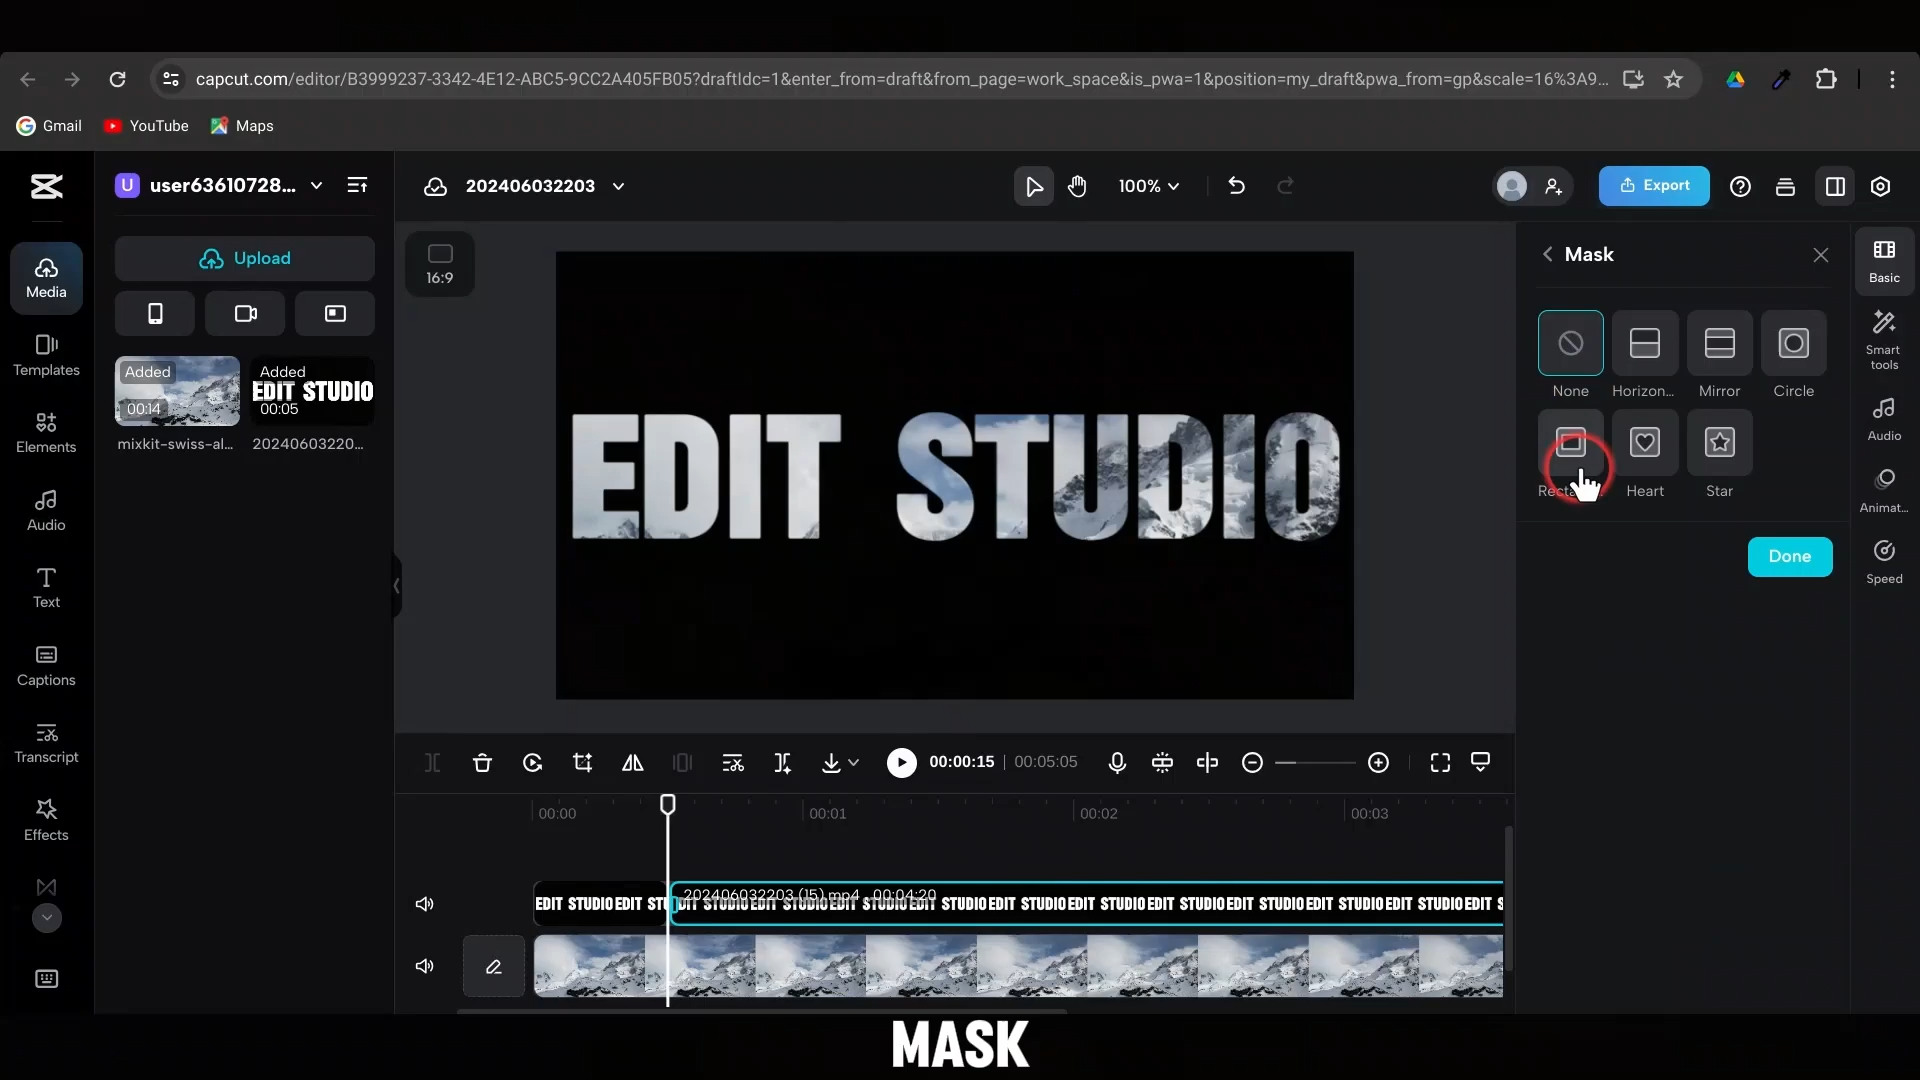 capcut.com/editor/B3999237-3342-4E12-ABC5-9CC2A405FB05?draftIdc=1&enter_from=draft&from_page=work_space&is_pwa=1&position=my_draft&pwa_from=gp&scale=16%3A9...
Gmail
YouTube
Maps
U
user63610728...
202406032203
100%
Export
Media
Templates
Elements
Audio
Text
Captions
Transcript
Effects
Upload
Added
00:14
mixkit-swiss-al...
Added
EDIT STUDIO
00:05
20240603220...
16:9
EDIT STUDIO
Mask
None
Horizon...
Mirror
Circle
Heart
Star
Done
Basic
Smart
tools
Audio
Animat...
Speed
00:00:15 | 00:05:05
00:00
00:01
00:02
00:03
202406032203 (15).mp4 00:04:20
EDIT STUDIO EDIT STU
EDIT STUDIO EDIT STUDIO EDIT STUDIO EDIT STUDIO EDIT STUDIO EDIT STUDIO EDIT STUDIO EDIT STUDIO EDIT STUDIO EDIT STUDIO EDIT S
MASK